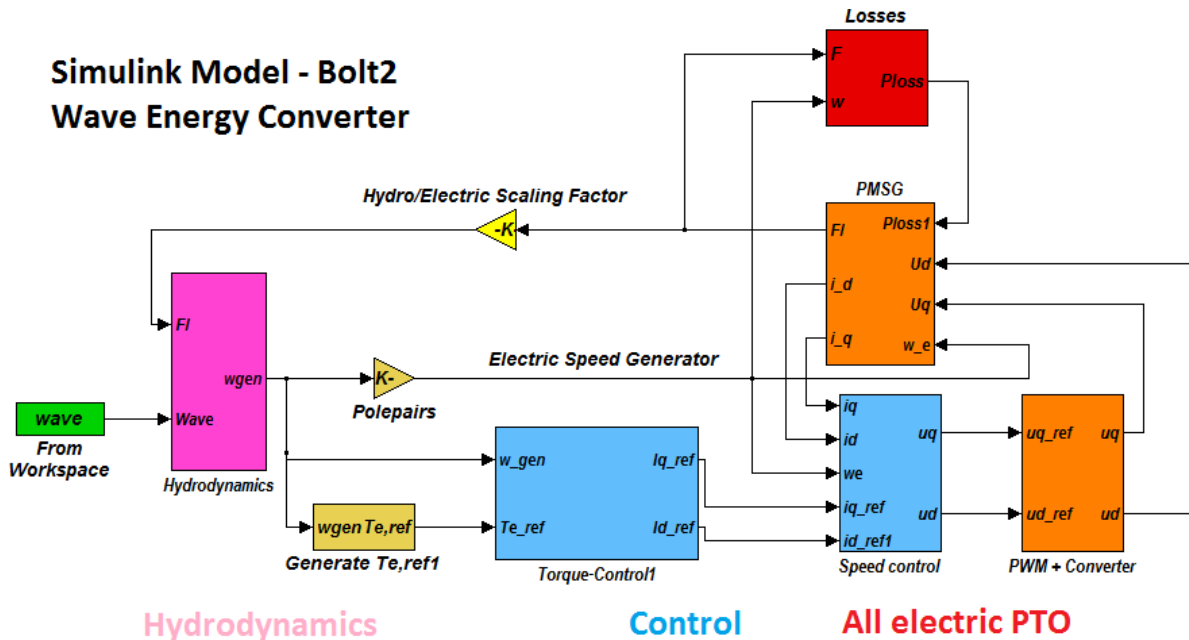 Simulink Model - Bolt2
Wave Energy Converter
Losses
F
w
Ploss
Hydro/Electric Scaling Factor
-K
PMSG
Fl
i_d
i_q
Ploss1
Ud
Uq
w_e
Fl
wgen
Wave
Hydrodynamics
wave
From
Workspace
K-
Polepairs
Electric Speed Generator
wgen Te,ref
Generate Te,ref1
w_gen
Te_ref
Iq_ref
Id_ref
Torque-Control1
iq
id
we
iq_ref
id_ref1
uq
ud
Speed control
uq_ref
ud_ref
uq
ud
PWM + Converter
Hydrodynamics
Control
All electric PTO